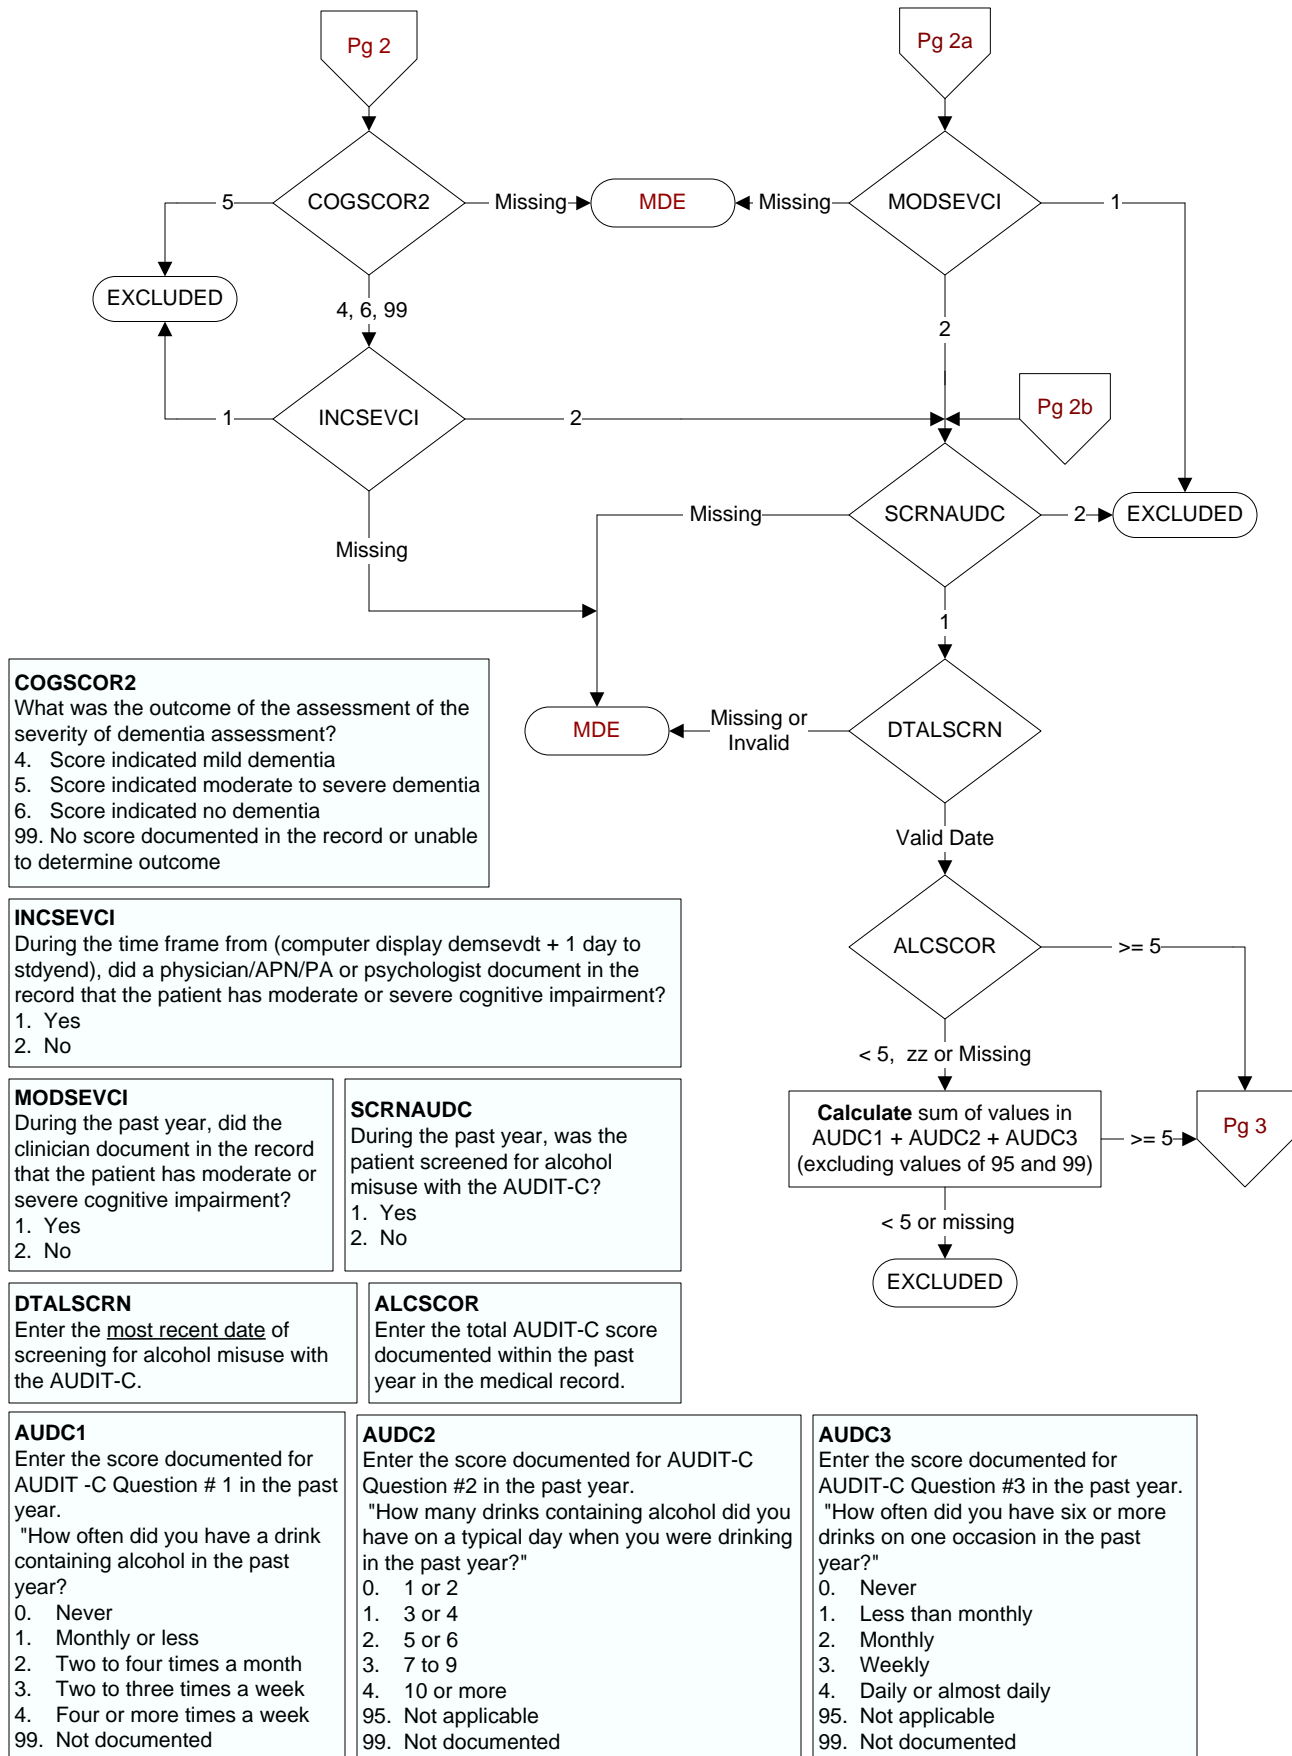 Pg 2
Pg 2a
COGSCOR2
5
Missing
MDE
Missing
MODSEVCI
1
EXCLUDED
4, 6, 99
2
INCSEVCI
1
2
Pg 2b
Missing
Missing
SCRNAUDC
2
EXCLUDED
1
MDE
Missing or
Invalid
DTALSCRN
Valid Date
ALCSCOR
>= 5
< 5, zz or Missing
Calculate sum of values in
AUDC1 + AUDC2 + AUDC3
(excluding values of 95 and 99)
>= 5
Pg 3
< 5 or missing
EXCLUDED
COGSCOR2
What was the outcome of the assessment of the
severity of dementia assessment?
4. Score indicated mild dementia
5. Score indicated moderate to severe dementia
6. Score indicated no dementia
99. No score documented in the record or unable
to determine outcome
INCSEVCI
During the time frame from (computer display demsevdt + 1 day to
stdyend), did a physician/APN/PA or psychologist document in the
record that the patient has moderate or severe cognitive impairment?
1. Yes
2. No
MODSEVCI
During the past year, did the
clinician document in the record
that the patient has moderate or
severe cognitive impairment?
1. Yes
2. No
SCRNAUDC
During the past year, was the
patient screened for alcohol
misuse with the AUDIT-C?
1. Yes
2. No
DTALSCRN
Enter the most recent date of
screening for alcohol misuse with
the AUDIT-C.
ALCSCOR
Enter the total AUDIT-C score
documented within the past
year in the medical record.
AUDC1
Enter the score documented for
AUDIT -C Question # 1 in the past
year.
"How often did you have a drink
containing alcohol in the past
year?
0. Never
1. Monthly or less
2. Two to four times a month
3. Two to three times a week
4. Four or more times a week
99. Not documented
AUDC2
Enter the score documented for AUDIT-C
Question #2 in the past year.
"How many drinks containing alcohol did you
have on a typical day when you were drinking
in the past year?"
0. 1 or 2
1. 3 or 4
2. 5 or 6
3. 7 to 9
4. 10 or more
95. Not applicable
99. Not documented
AUDC3
Enter the score documented for
AUDIT-C Question #3 in the past year.
"How often did you have six or more
drinks on one occasion in the past
year?"
0. Never
1. Less than monthly
2. Monthly
3. Weekly
4. Daily or almost daily
95. Not applicable
99. Not documented